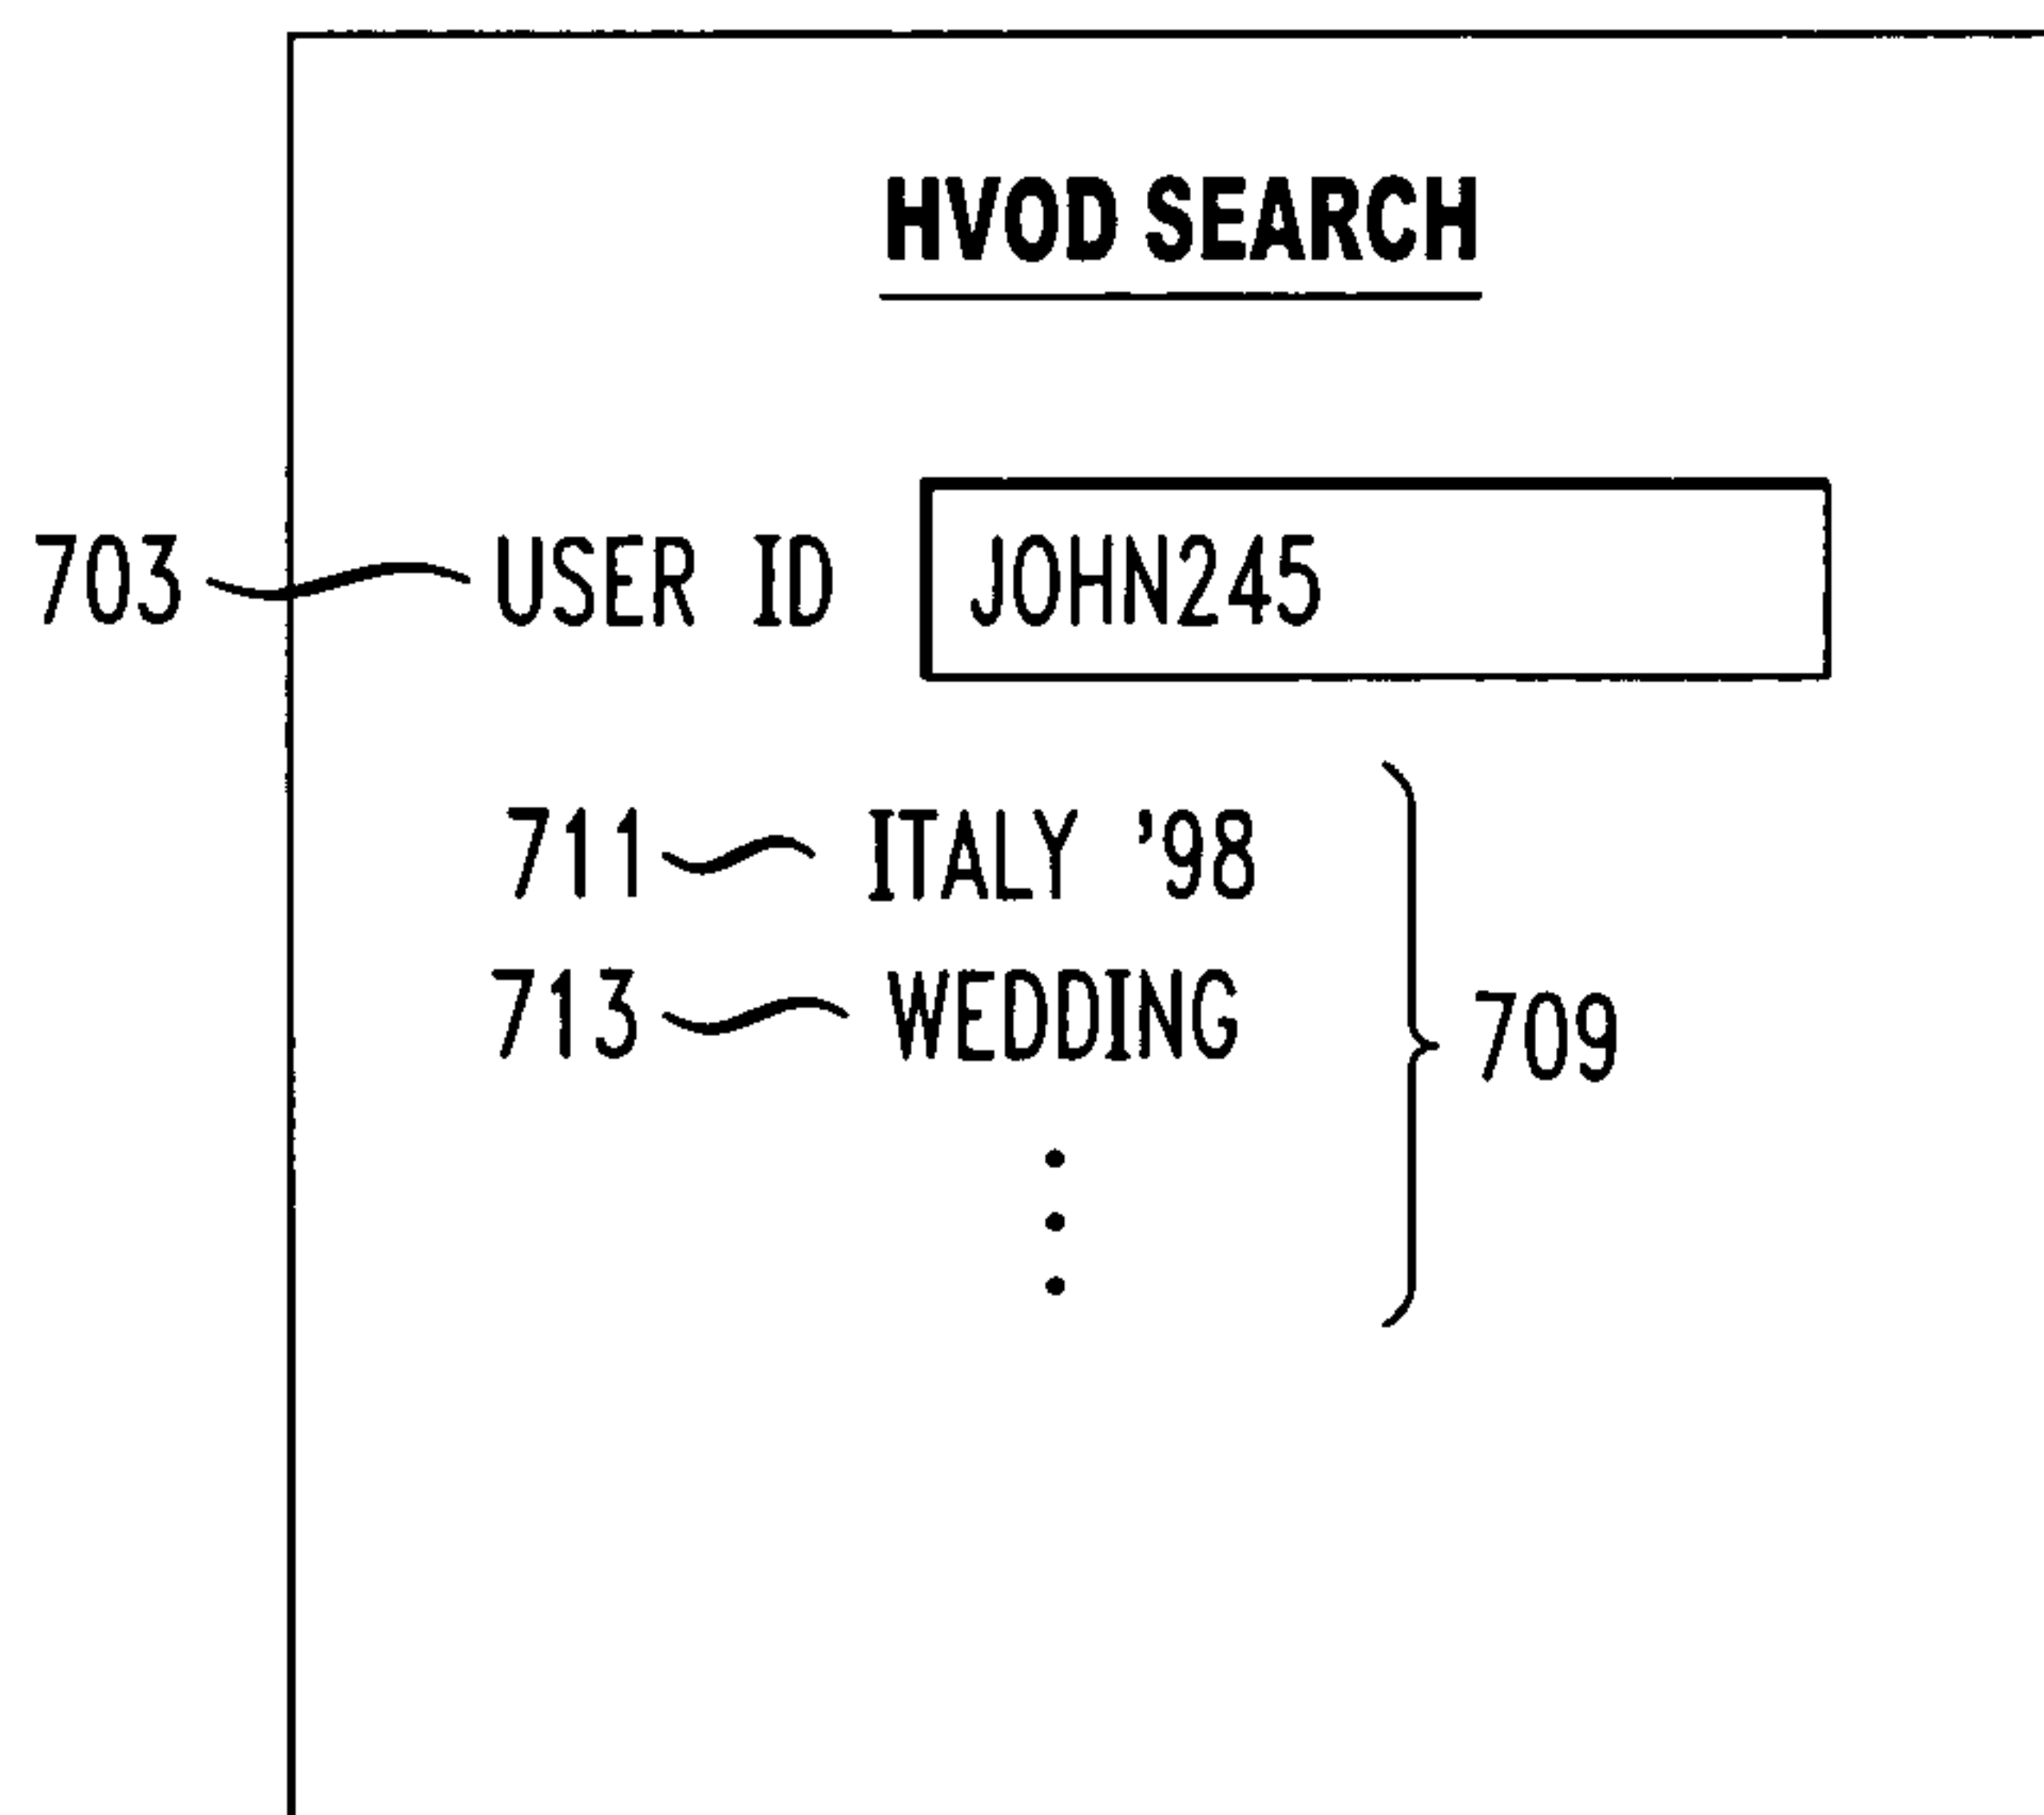 HVOD SEARCH
703 USER ID JOHN245
711 ITALY '98
713 WEDDING
709